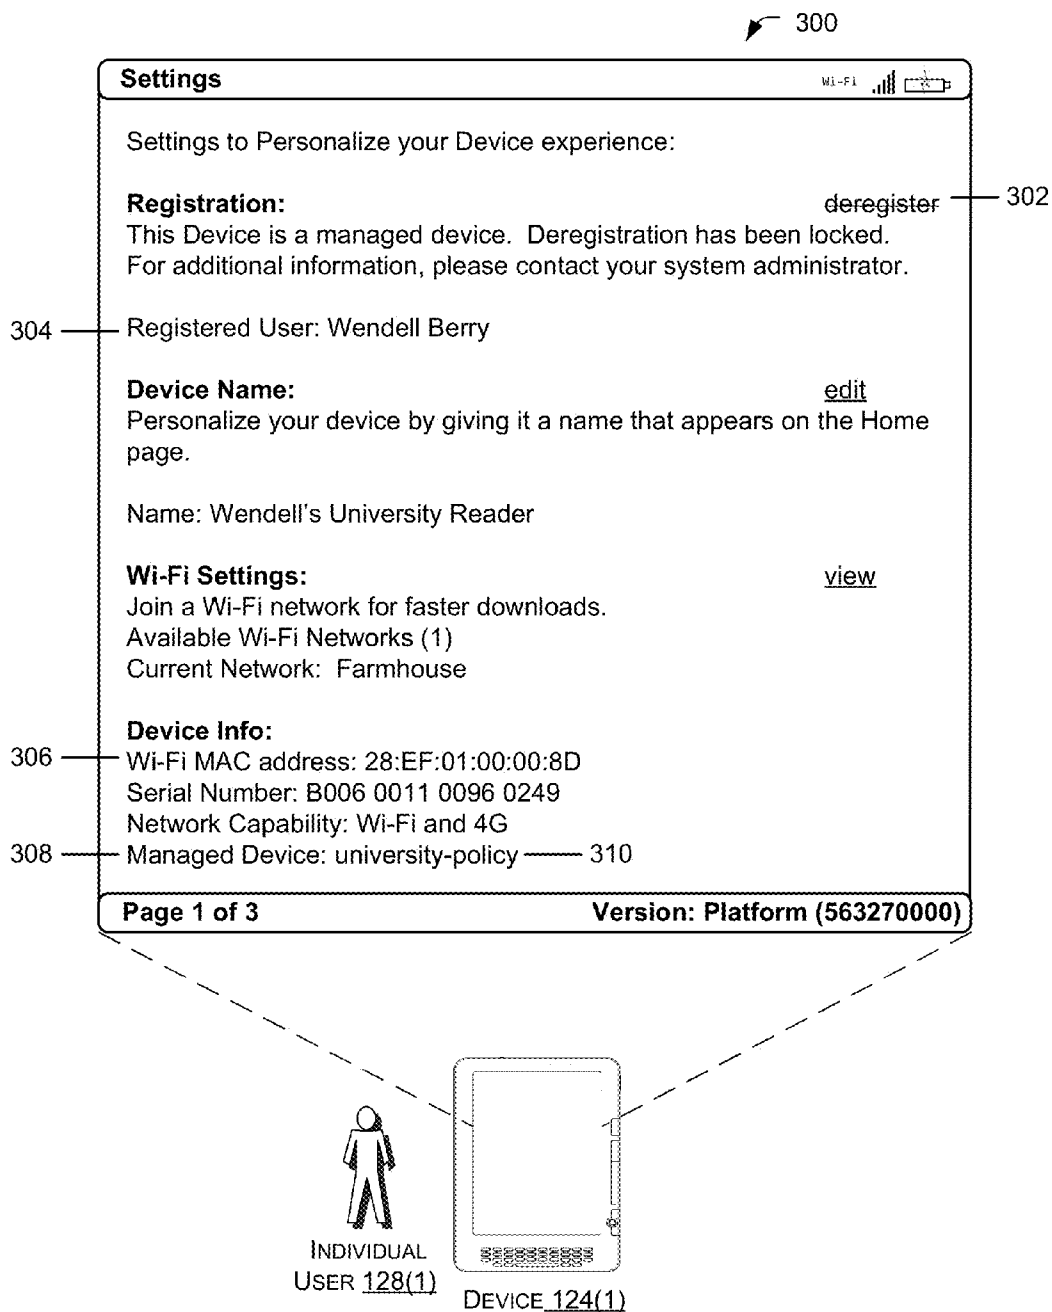 300
Settings Wi-Fi
Settings to Personalize your Device experience:
Registration: deregister 302
This Device is a managed device. Deregistration has been locked.
For additional information, please contact your system administrator.
304 Registered User: Wendell Berry
Device Name: edit
Personalize your device by giving it a name that appears on the Home
page.
Name: Wendell's University Reader
Wi-Fi Settings: view
Join a Wi-Fi network for faster downloads.
Available Wi-Fi Networks (1)
Current Network: Farmhouse
Device Info:
306 Wi-Fi MAC address: 28:EF:01:00:00:8D
Serial Number: B006 0011 0096 0249
Network Capability: Wi-Fi and 4G
308 Managed Device: university-policy 310
Page 1 of 3 Version: Platform (563270000)
INDIVIDUAL
USER 128(1)
DEVICE 124(1)